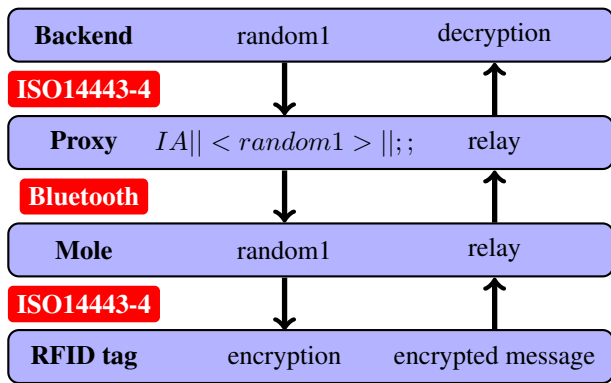 Backend random1 decryption
ISO14443-4
Proxy IA|| < random1 > ||; ; relay
Bluetooth
Mole random1 relay
ISO14443-4
RFID tag encryption encrypted message